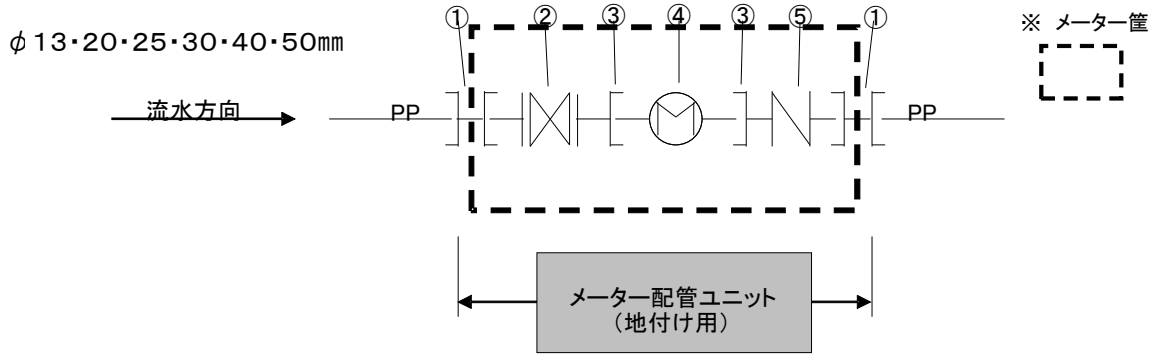 ① ② ③ ④ ③ ⑤ ①
※ メーター筐
φ13・20・25・30・40・50mm
流水方向
PP
M
PP
メーター配管ユニット
(地付け用)